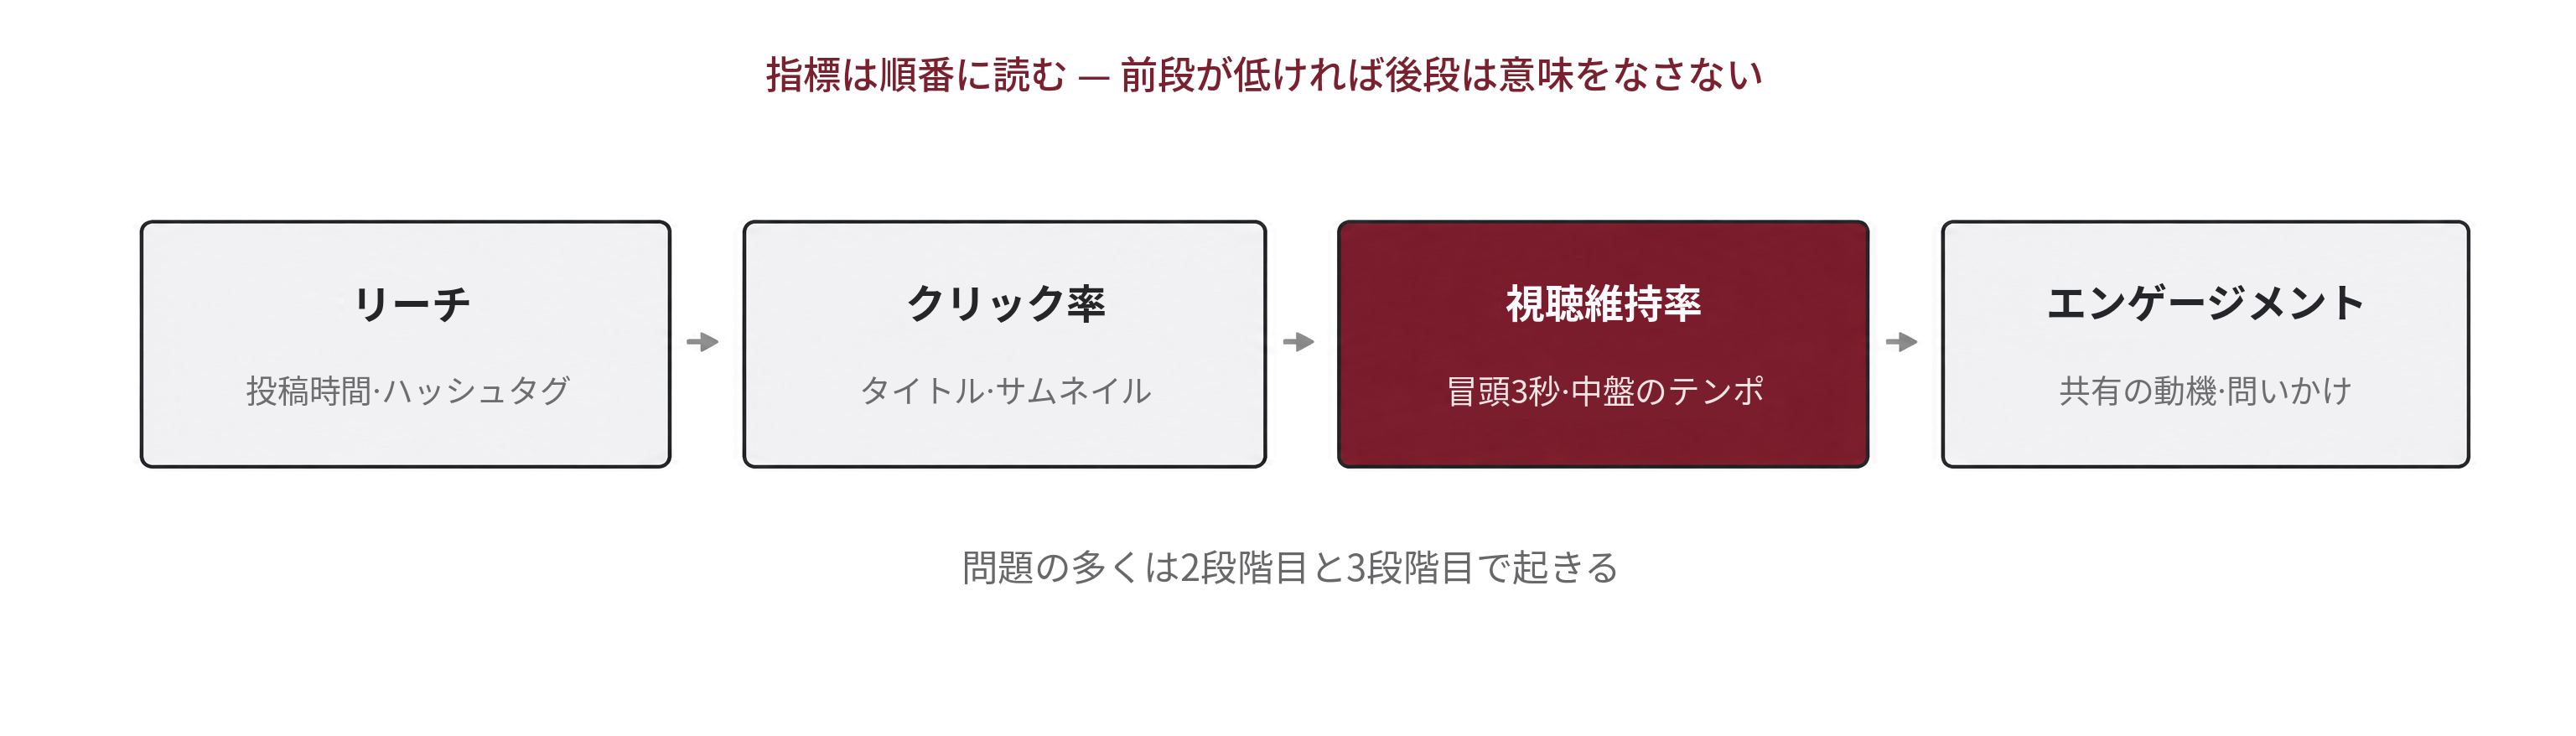 指標は順番に読む — 前段が低ければ後段は意味をなさない
リーチ
投稿時間·ハッシュタグ
クリック率
タイトル·サムネイル
視聴維持率
冒頭3秒·中盤のテンポ
エンゲージメント
共有の動機·問いかけ
問題の多くは2段階目と3段階目で起きる